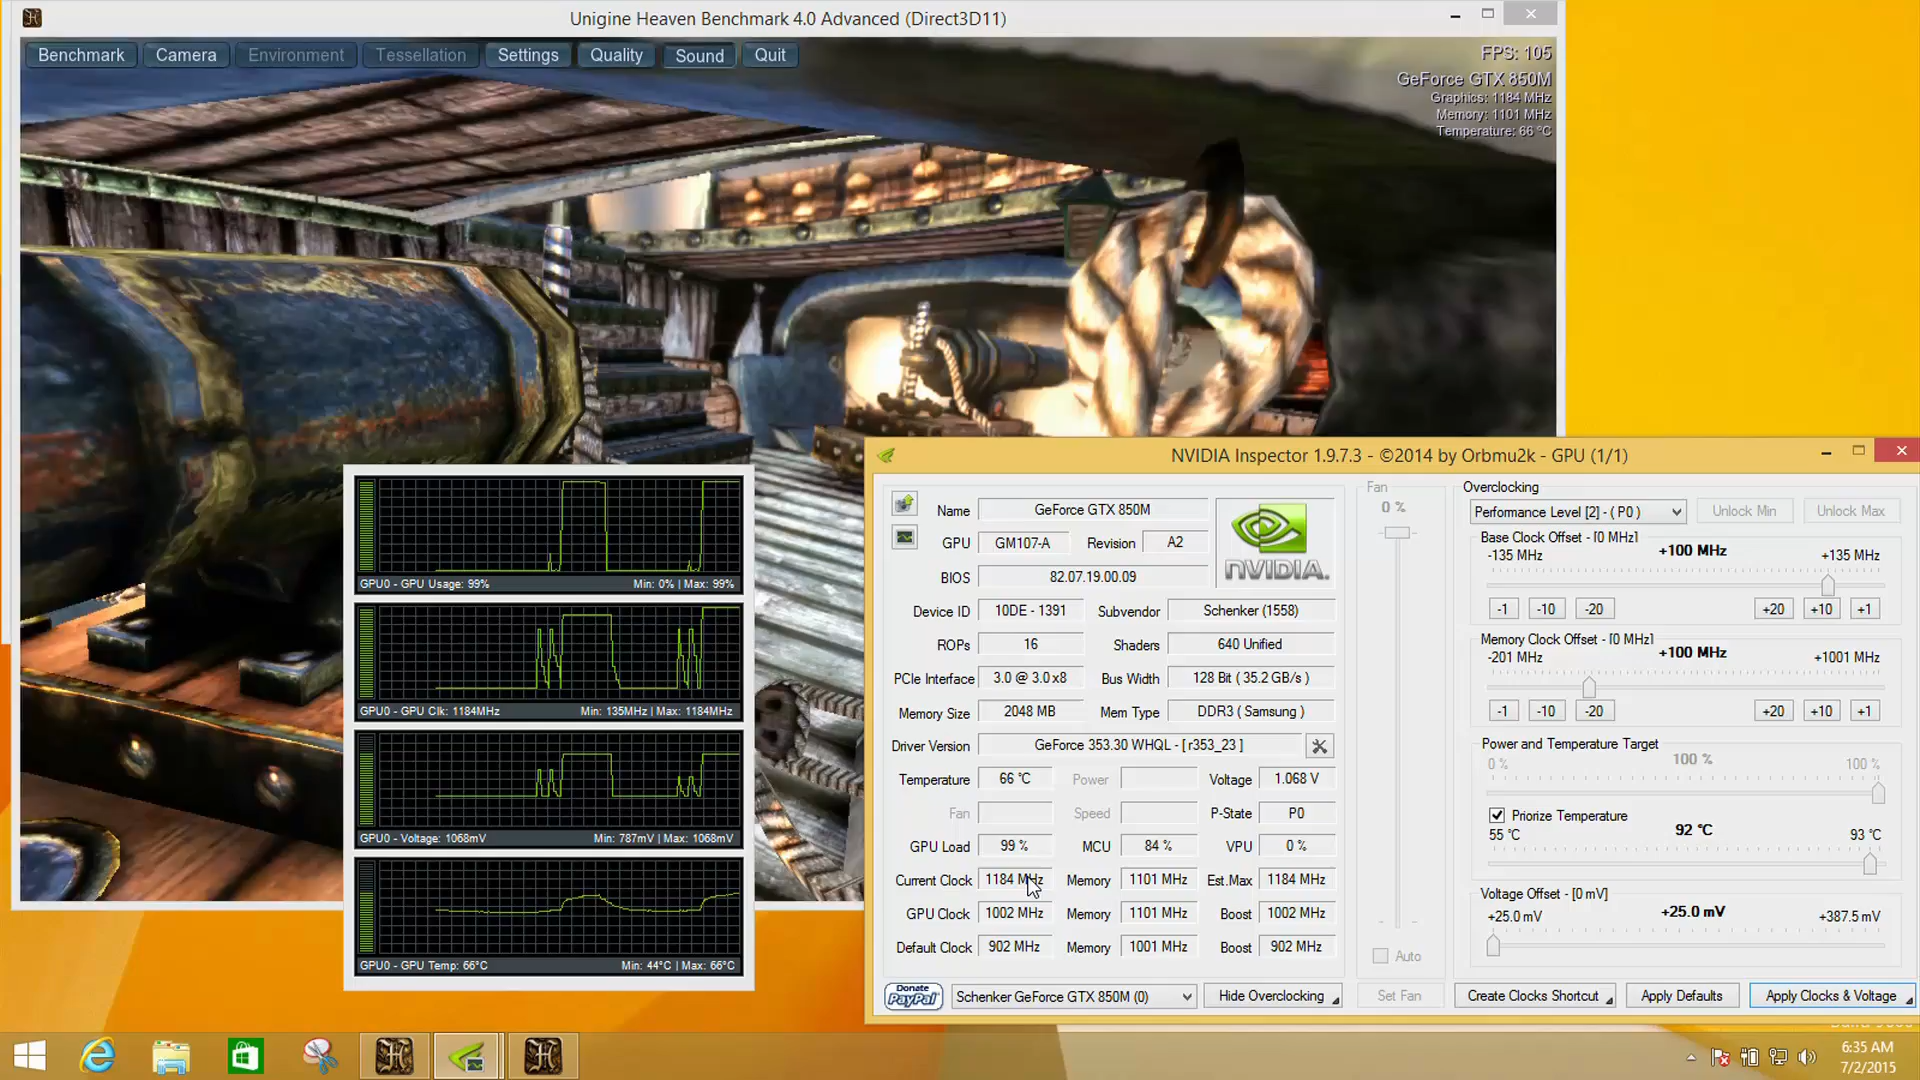 Unigine Heaven Benchmark 4.0 Advanced (Direct3D11)
Benchmark Camera Environment Tessellation Settings Quality Sound Quit
FPS: 105
GeForce GTX 850M
Graphics: 1184 MHz
Memory: 1101 MHz
Temperature: 66 °C
GPU0 - GPU Usage: 99% Min: 0% | Max: 99%
GPU0 - GPU Clk: 1184MHz Min: 135MHz | Max: 1184MHz
GPU0 - Voltage: 1068mV Min: 787mV | Max: 1068mV
GPU0 - GPU Temp: 66°C Min: 44°C | Max: 66°C
NVIDIA Inspector 1.9.7.3 - ©2014 by Orbmu2k - GPU (1/1)
Name GeForce GTX 850M
GPU GM107-A Revision A2
BIOS 82.07.19.00.09
NVIDIA.
Device ID 10DE - 1391 Subvendor Schenker (1558)
ROPs 16 Shaders 640 Unified
PCIe Interface 3.0 @ 3.0 x8 Bus Width 128 Bit ( 35.2 GB/s )
Memory Size 2048 MB Mem Type DDR3 ( Samsung )
Driver Version GeForce 353.30 WHQL - [ r353_23 ]
Temperature 66 °C Power Voltage 1.068 V
Fan Speed P-State P0
GPU Load 99 % MCU 84 % VPU 0 %
Current Clock 1184 MHz Memory 1101 MHz Est.Max 1184 MHz
GPU Clock 1002 MHz Memory 1101 MHz Boost 1002 MHz
Default Clock 902 MHz Memory 1001 MHz Boost 902 MHz
Donate
PayPal
Schenker GeForce GTX 850M (0) Hide Overclocking
Fan
0 %
Auto
Set Fan
Overclocking
Performance Level [2] - ( P0 ) Unlock Min Unlock Max
Base Clock Offset - [0 MHz]
-135 MHz +100 MHz +135 MHz
-1 -10 -20 +20 +10 +1
Memory Clock Offset - [0 MHz]
-201 MHz +100 MHz +1001 MHz
-1 -10 -20 +20 +10 +1
Power and Temperature Target
0 % 100 % 100 %
Priorize Temperature
55 °C 92 °C 93 °C
Voltage Offset - [0 mV]
+25.0 mV +25.0 mV +387.5 mV
Create Clocks Shortcut Apply Defaults Apply Clocks & Voltage
6:35 AM
7/2/2015